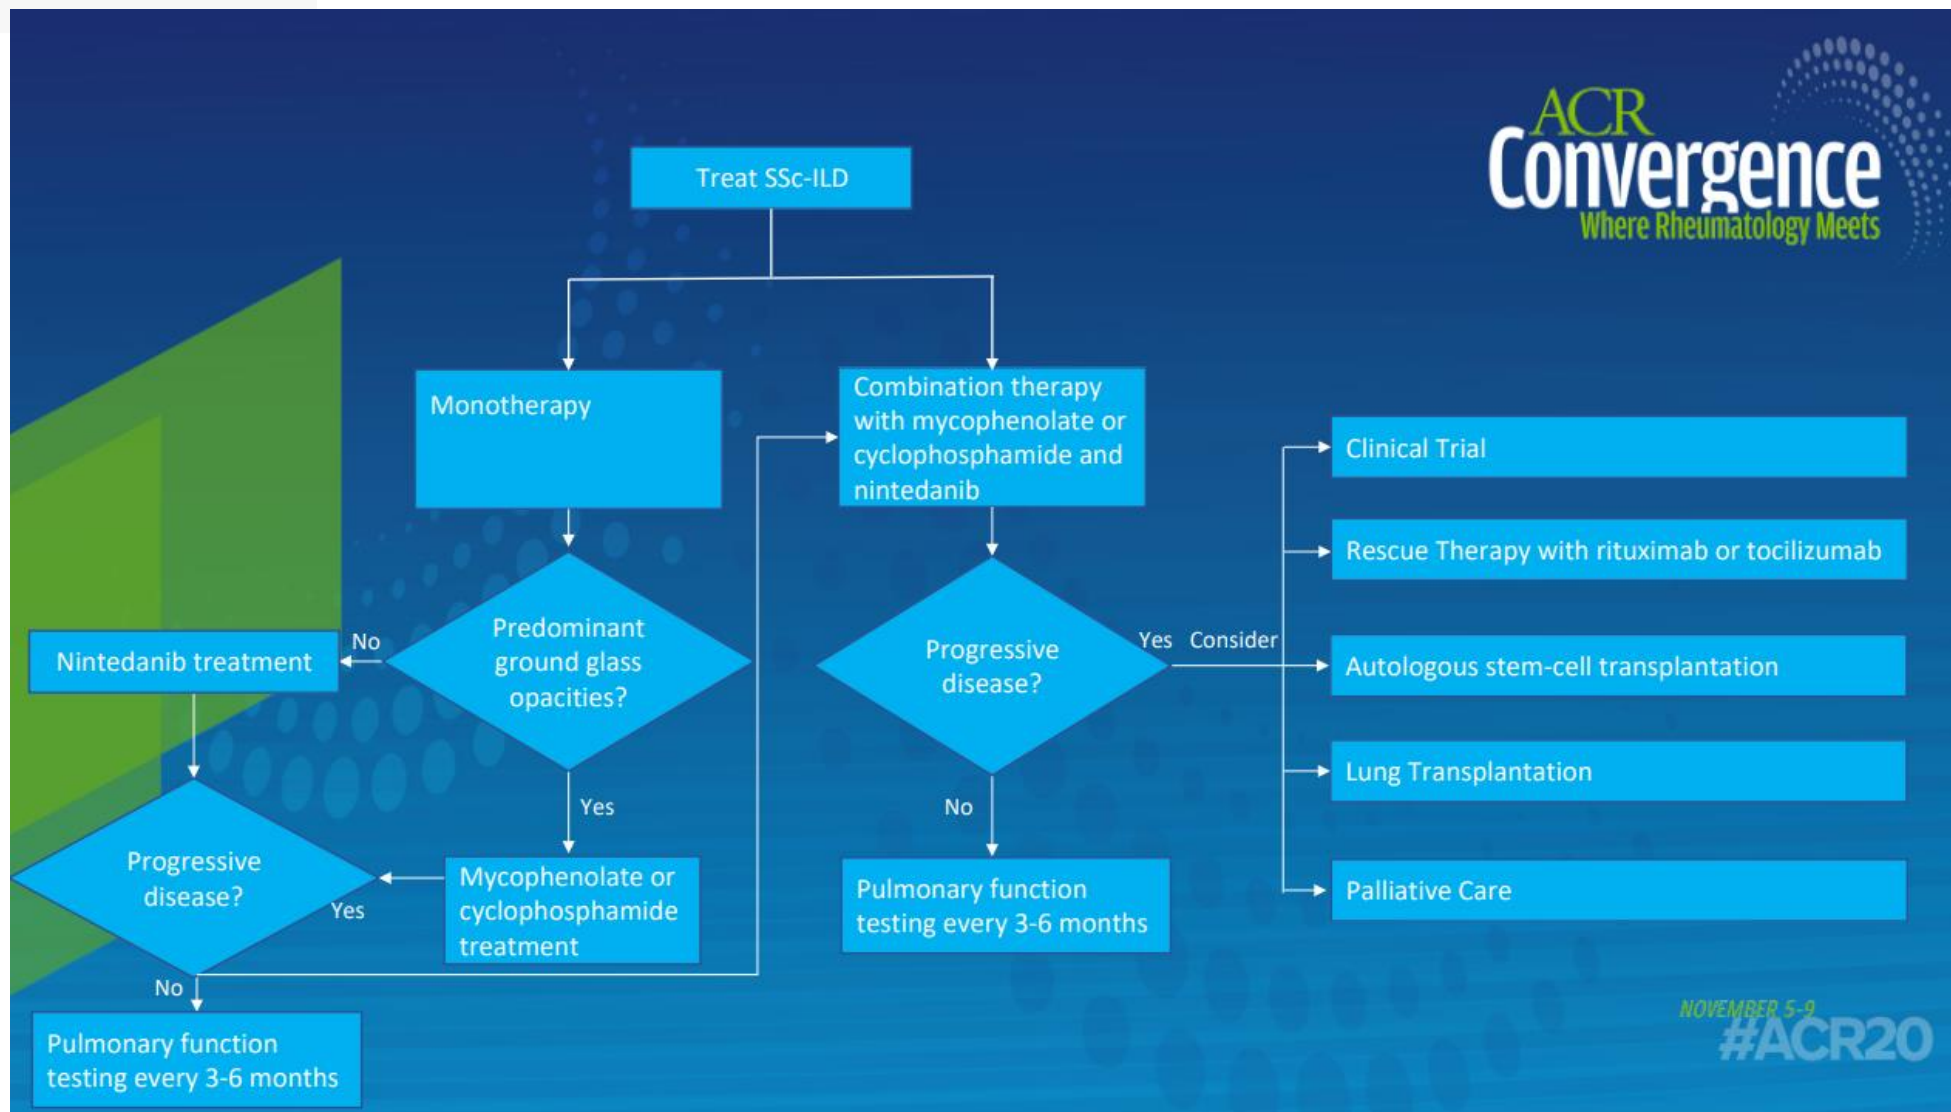 ACR
Convergence
Where Rheumatology Meets
Treat SSc-ILD
Monotherapy
Combination therapy
with mycophenolate or
cyclophosphamide and
nintedanib
Predominant
ground glass
opacities?
No
Nintedanib treatment
Yes
Mycophenolate or
cyclophosphamide
treatment
Progressive
disease?
Yes
No
Pulmonary function
testing every 3-6 months
Progressive
disease?
No
Pulmonary function
testing every 3-6 months
Yes Consider
Clinical Trial
Rescue Therapy with rituximab or tocilizumab
Autologous stem-cell transplantation
Lung Transplantation
Palliative Care
NOVEMBER 5-9
#ACR20